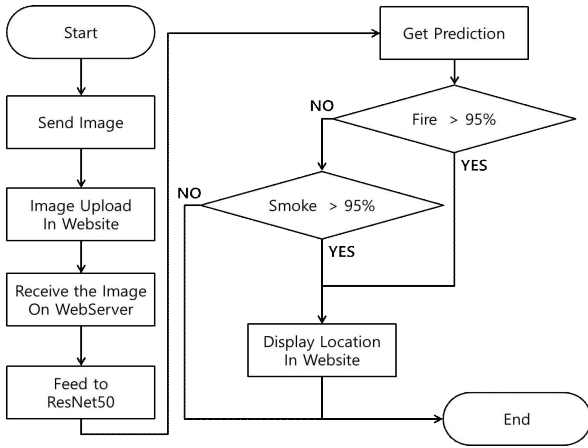 Start
Send Image
Image Upload
In Website
Receive the Image
On WebServer
Feed to
ResNet50
Get Prediction
Fire > 95%
NO
YES
Smoke > 95%
NO
YES
Display Location
In Website
End